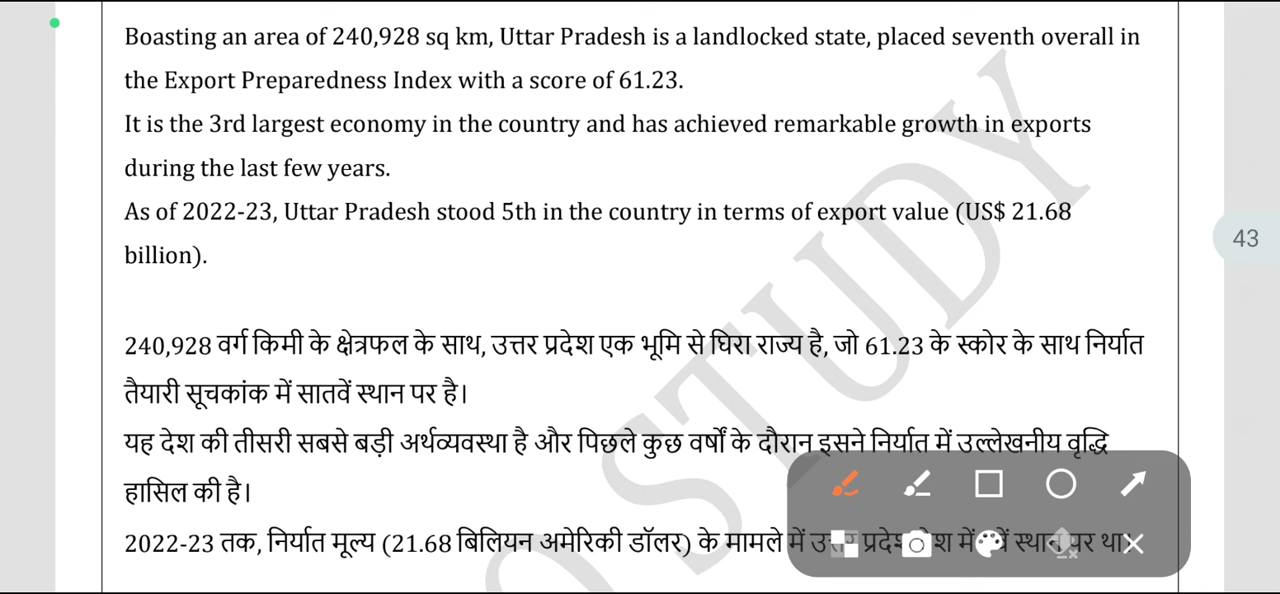 Boasting an area of 240,928 sq km, Uttar Pradesh is a landlocked state, placed seventh overall in
the Export Preparedness Index with a score of 61.23.
It is the 3rd largest economy in the country and has achieved remarkable growth in exports
during the last few years.
As of 2022-23, Uttar Pradesh stood 5th in the country in terms of export value (US$ 21.68
billion).
43
240,928 वर्ग किमी के क्षेत्रफल के साथ, उत्तर प्रदेश एक भूमि से घिरा राज्य है, जो 61.23 के स्कोर के साथ निर्यात
तैयारी सूचकांक में सातवें स्थान पर है।
यह देश की तीसरी सबसे बड़ी अर्थव्यवस्था है और पिछले कुछ वर्षों के दौरान इसने निर्यात में उल्लेखनीय वृद्धि
हासिल की है।
2022-23 तक, निर्यात मूल्य (21.68 बिलियन अमेरिकी डॉलर) के मामले में स्थान पर था।
STUDY